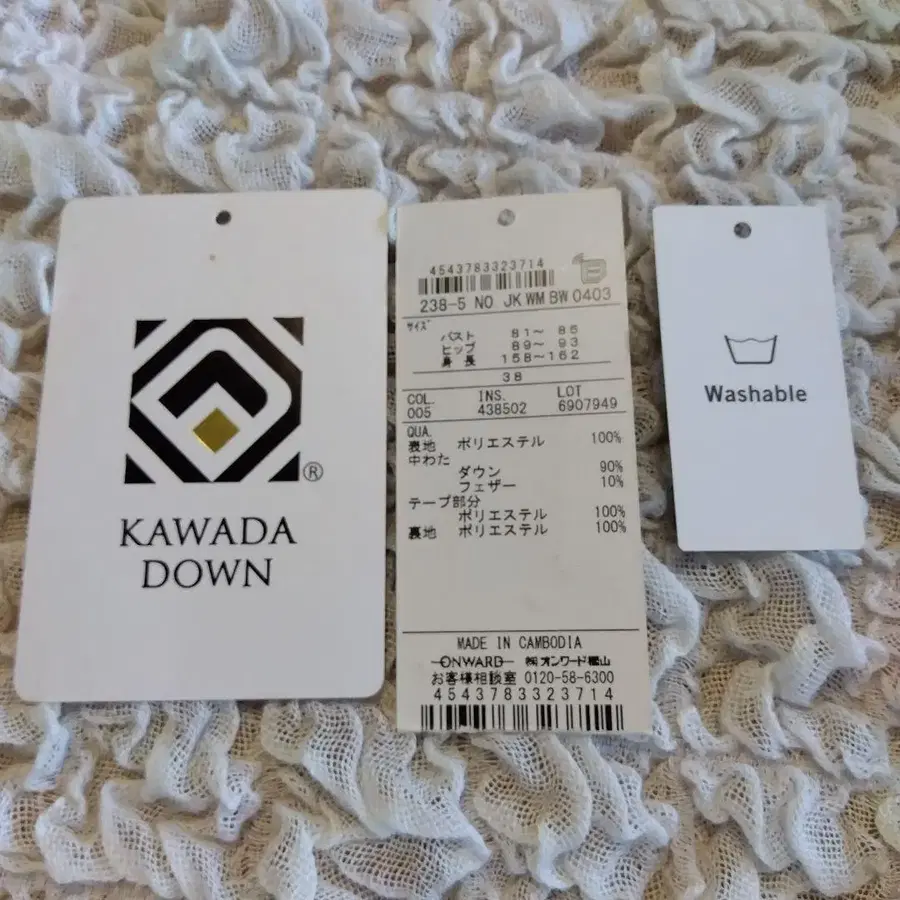 KAWADA
DOWN
®
4543783323714
238-5 NO JK WM BW 0403
サイズ
バスト 81～ 85
ヒップ 89～ 93
身長 158～162
38
COL. INS. LOT
005 438502 6907949
QUA.
表地 ポリエステル 100%
中わた
ダウン 90%
フェザー 10%
テープ部分
ポリエステル 100%
裏地 ポリエステル 100%
MADE IN CAMBODIA
ONWARD ㈱オンワード樫山
お客様相談室 0120-58-6300
4543783323714
Washable